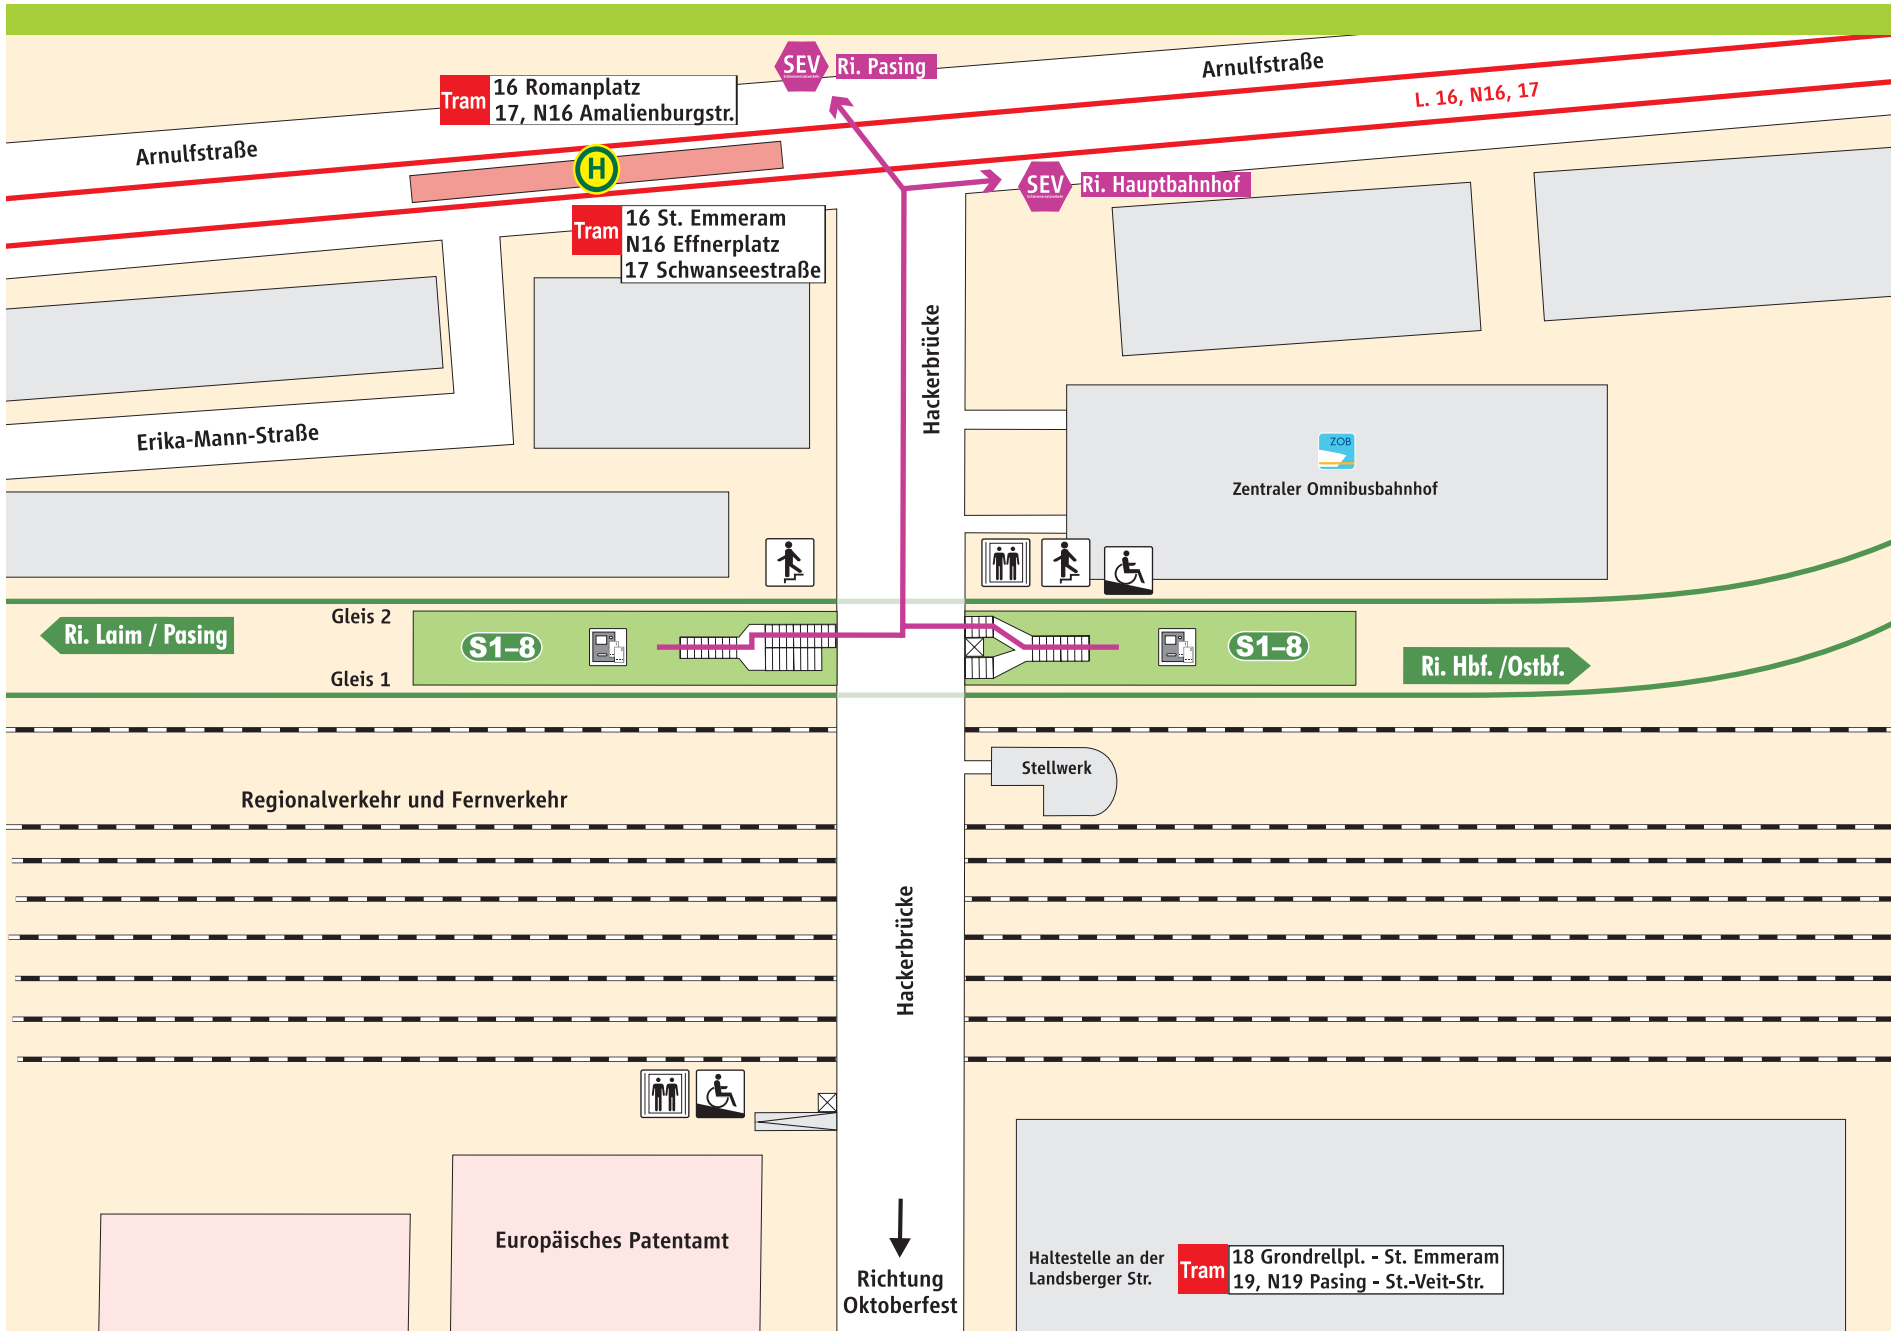 SEV
Ri. Pasing
Arnulfstraße
Tram
16 Romanplatz
17, N16 Amalienburgstr.
L. 16, N16, 17
Arnulfstraße
H
SEV
Ri. Hauptbahnhof
Tram
16 St. Emmeram
N16 Effnerplatz
17 Schwanseestraße
Hackerbrücke
Erika-Mann-Straße
ZOB
Zentraler Omnibusbahnhof
Gleis 2
Ri. Laim / Pasing
S1–8
S1–8
Ri. Hbf. /Ostbf.
Gleis 1
Stellwerk
Regionalverkehr und Fernverkehr
Hackerbrücke
Europäisches Patentamt
Richtung
Oktoberfest
Haltestelle an der
Landsberger Str.
Tram
18 Grondrellpl. - St. Emmeram
19, N19 Pasing - St.-Veit-Str.